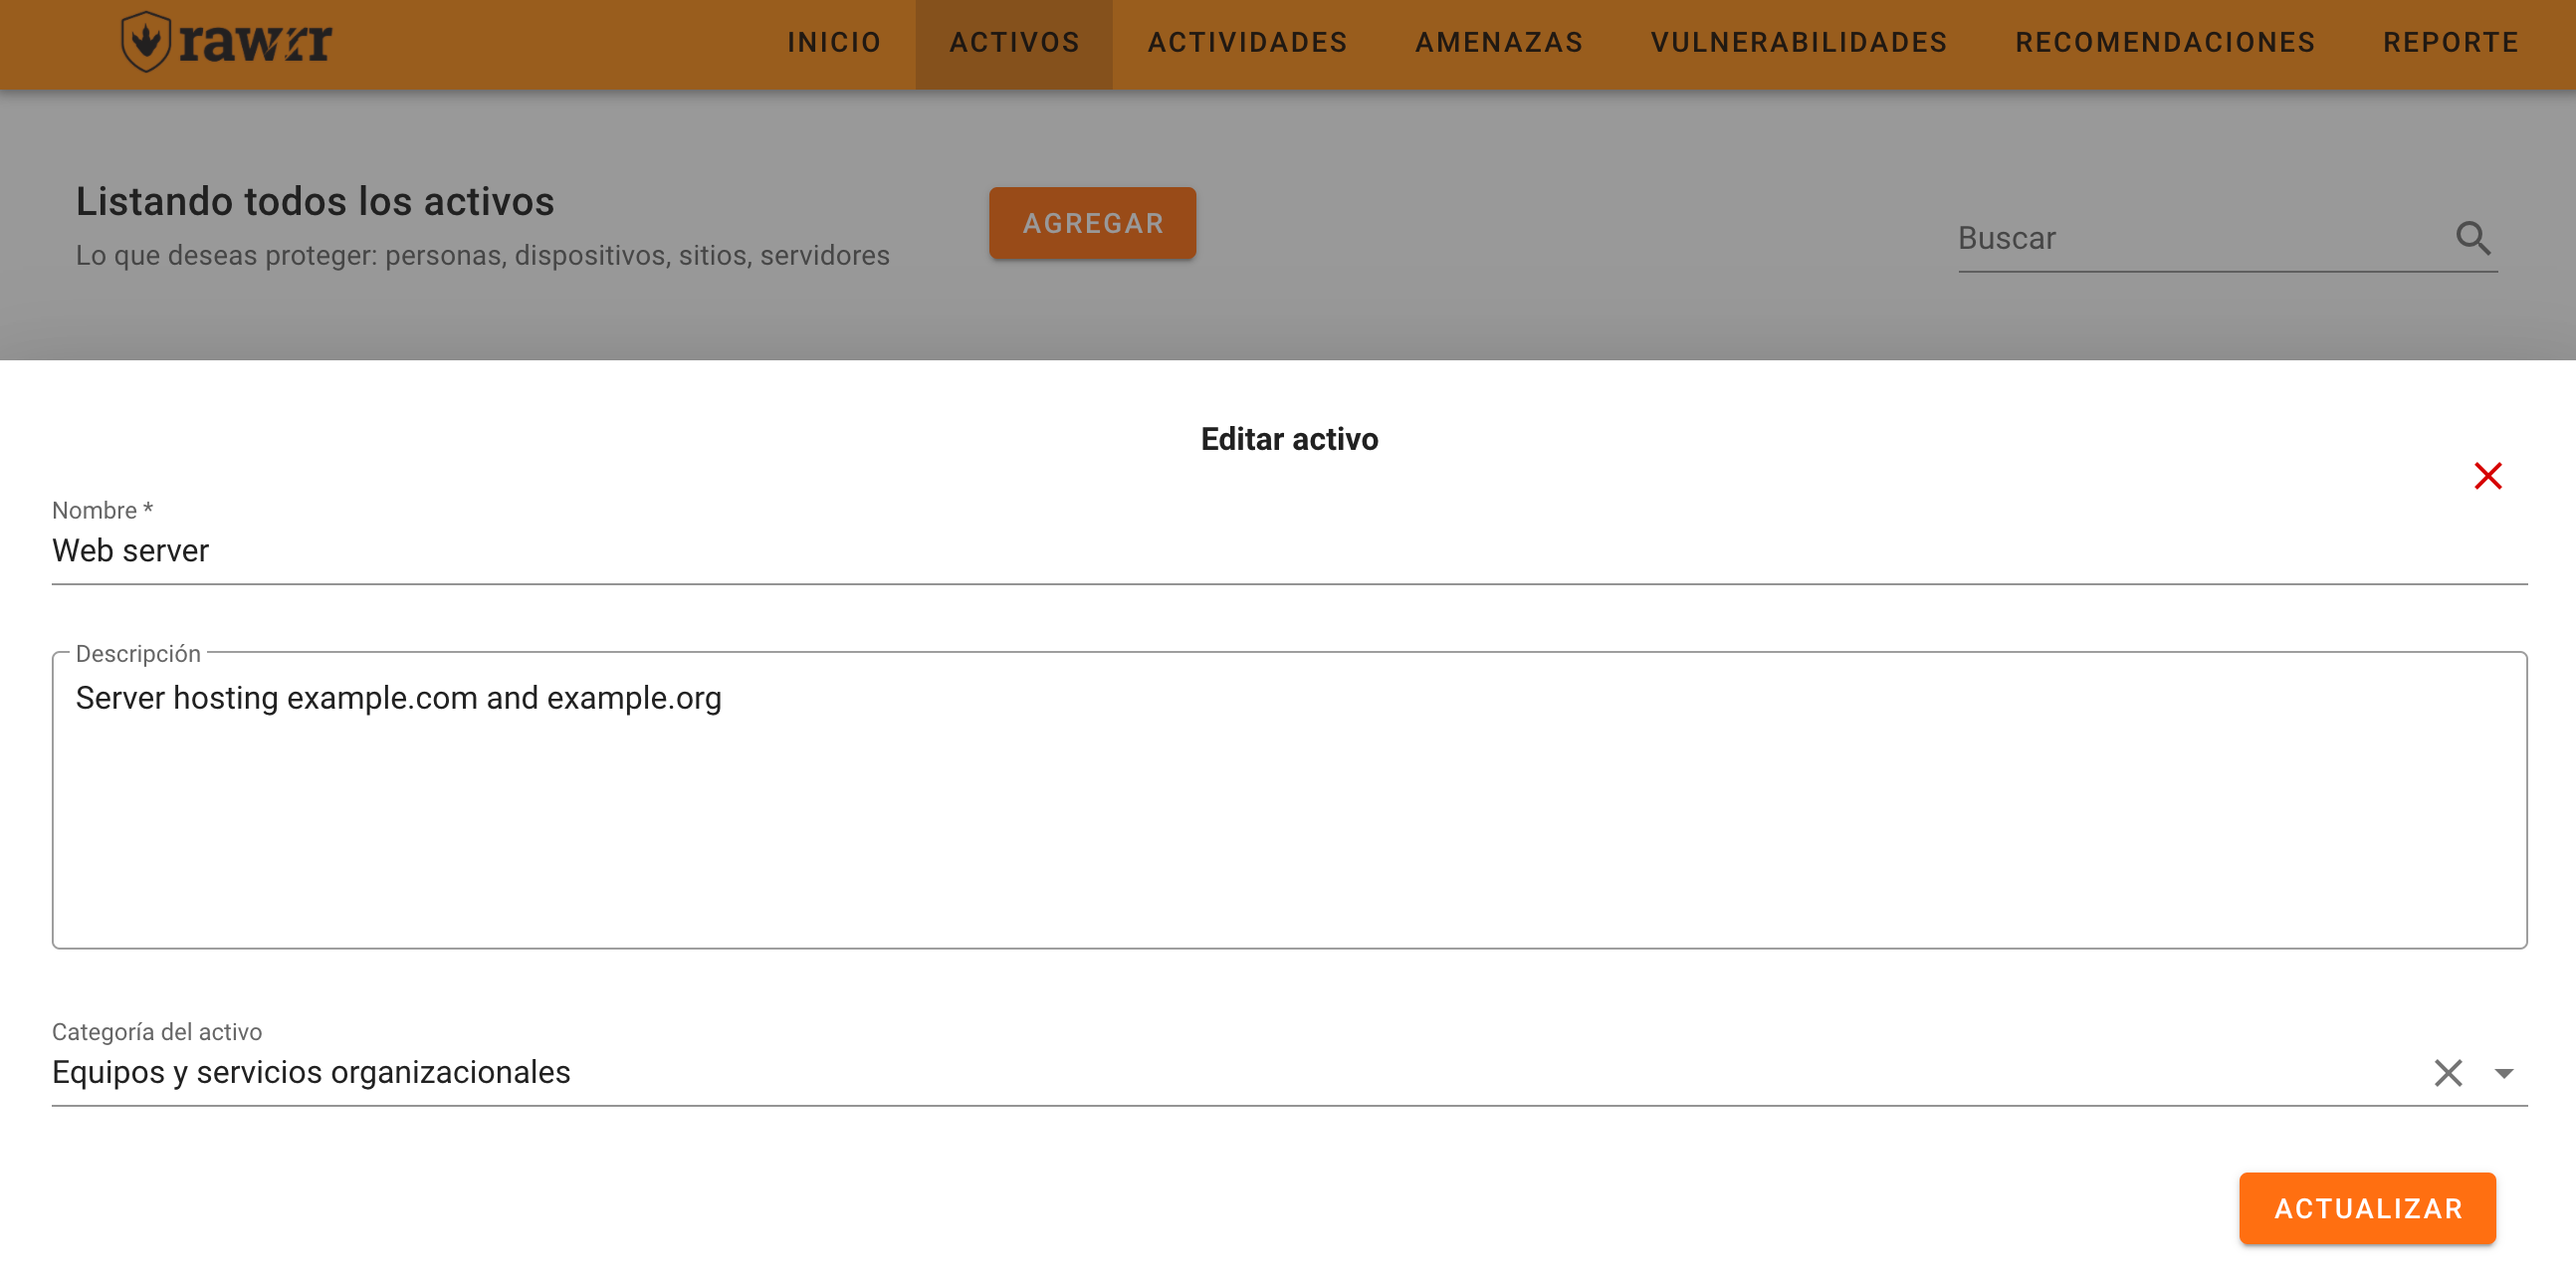 rawrr
INICIO ACTIVOS ACTIVIDADES AMENAZAS VULNERABILIDADES RECOMENDACIONES REPORTE
Listando todos los activos
Lo que deseas proteger: personas, dispositivos, sitios, servidores
AGREGAR
Buscar
Editar activo
Nombre *
Web server
Descripción
Server hosting example.com and example.org
Categoría del activo
Equipos y servicios organizacionales
ACTUALIZAR